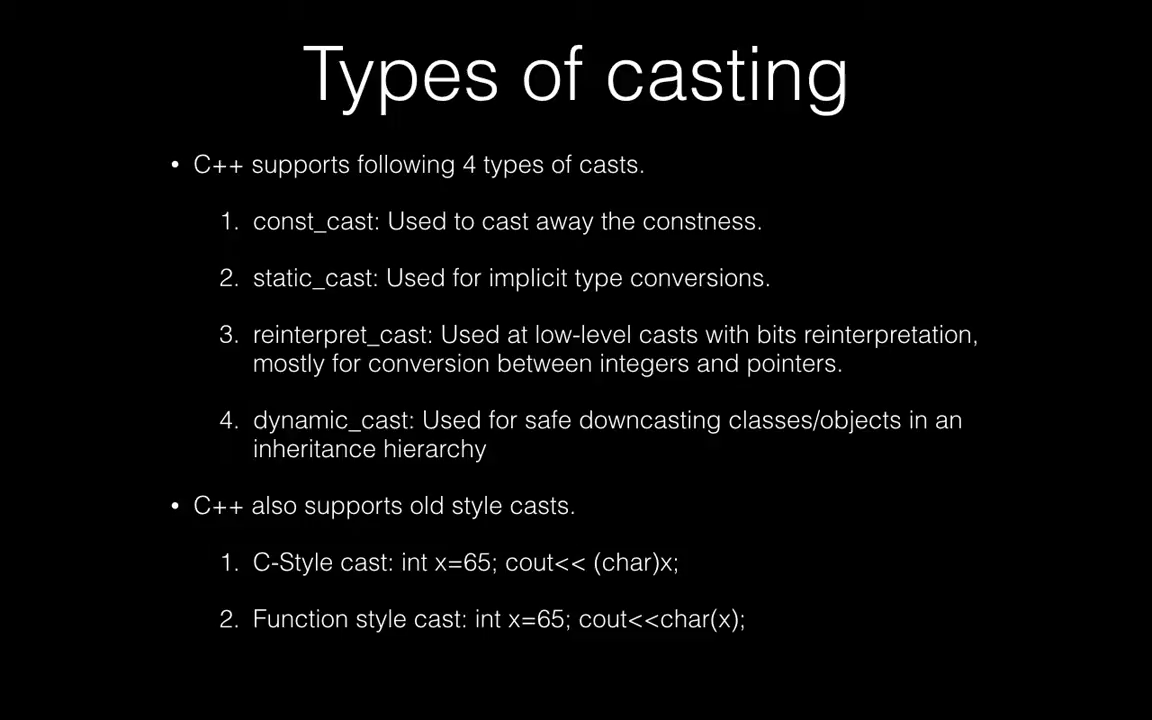 Types of casting
• C++ supports following 4 types of casts.
1. const_cast: Used to cast away the constness.
2. static_cast: Used for implicit type conversions.
3. reinterpret_cast: Used at low-level casts with bits reinterpretation,
mostly for conversion between integers and pointers.
4. dynamic_cast: Used for safe downcasting classes/objects in an
inheritance hierarchy
• C++ also supports old style casts.
1. C-Style cast: int x=65; cout<< (char)x;
2. Function style cast: int x=65; cout<<char(x);